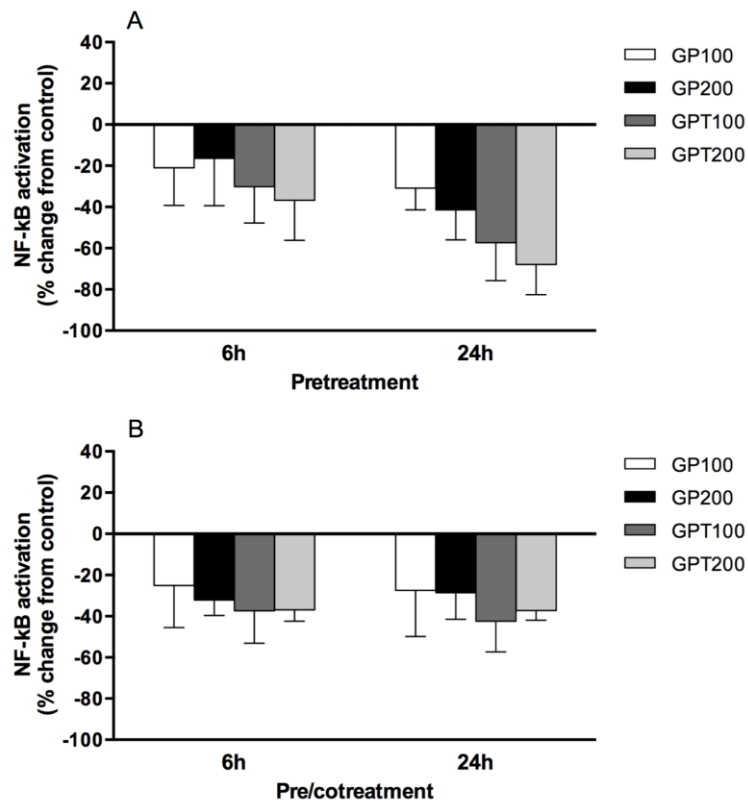 A
NF-kB activation
(% change from control)
40
20
0
-20
-40
-60
-80
-100
6h
24h
Pretreatment
GP100
GP200
GPT100
GPT200
B
NF-kB activation
(% change from control)
40
20
0
-20
-40
-60
-80
-100
6h
24h
Pre/cotreatment
GP100
GP200
GPT100
GPT200